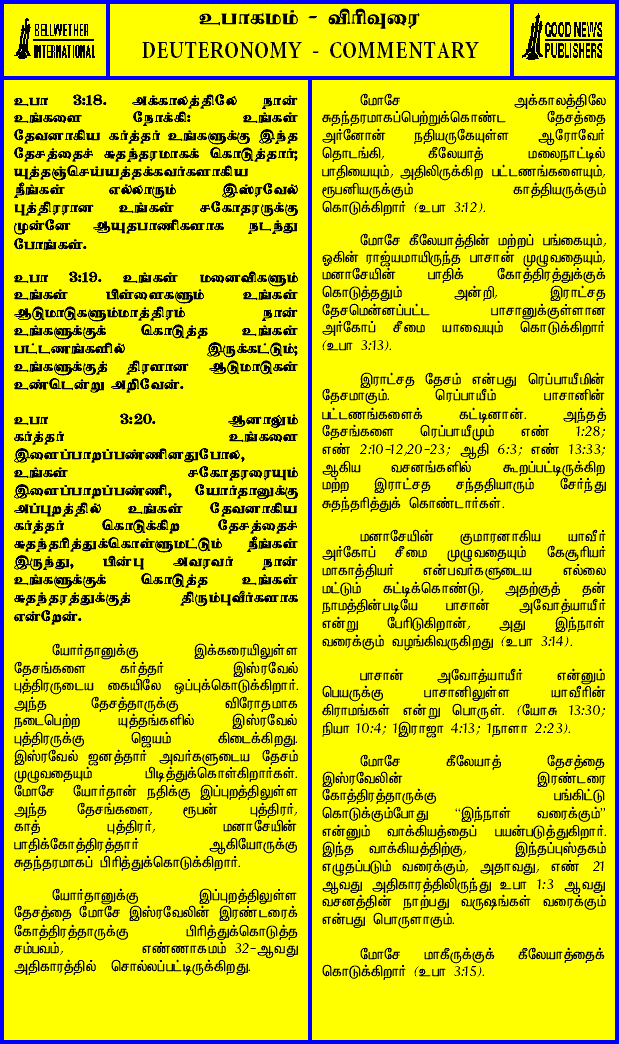 BELLWETHER
INTERNATIONAL
உபாகமம் - விரிவுரை
DEUTERONOMY - COMMENTARY
GOOD NEWS
PUBLISHERS
உபா 3:18. அக்காலத்திலே நான்
உங்களை நோக்கி: உங்கள்
தேவனாகிய கர்த்தர் உங்களுக்கு இந்த
தேசத்தைச் சுதந்தரமாகக் கொடுத்தார்;
யுத்தஞ்செய்யத்தக்கவர்களாகிய
நீங்கள் எல்லாரும் இஸ்ரவேல்
புத்திரரான உங்கள் சகோதரருக்கு
முன்னே ஆயுதபாணிகளாக நடந்து
போங்கள்.
உபா 3:19. உங்கள் மனைவிகளும்
உங்கள் பிள்ளைகளும் உங்கள்
ஆடுமாடுகளும்மாத்திரம் நான்
உங்களுக்குக் கொடுத்த உங்கள்
பட்டணங்களில் இருக்கட்டும்;
உங்களுக்குத் திரளான ஆடுமாடுகள்
உண்டென்று அறிவேன்.
உபா 3:20. ஆனாலும்
கர்த்தர் உங்களை
இளைப்பாறப்பண்ணினதுபோல,
உங்கள் சகோதரரையும்
இளைப்பாறப்பண்ணி, யோர்தானுக்கு
அப்புறத்தில் உங்கள் தேவனாகிய
கர்த்தர் கொடுக்கிற தேசத்தைச்
சுதந்தரித்துக்கொள்ளுமட்டும் நீங்கள்
இருந்து, பின்பு அவரவர் நான்
உங்களுக்குக் கொடுத்த உங்கள்
சுதந்தரத்துக்குத் திரும்புவீர்களாக
என்றேன்.
யோர்தானுக்கு இக்கரையிலுள்ள
தேசங்களை கர்த்தர் இஸ்ரவேல்
புத்திரருடைய கையிலே ஒப்புக்கொடுக்கிறார்.
அந்த தேசத்தாருக்கு விரோதமாக
நடைபெற்ற யுத்தங்களில் இஸ்ரவேல்
புத்திரருக்கு ஜெயம் கிடைக்கிறது.
இஸ்ரவேல் ஜனத்தார் அவர்களுடைய தேசம்
முழுவதையும் பிடித்துக்கொள்கிறார்கள்.
மோசே யோர்தான் நதிக்கு இப்புறத்திலுள்ள
அந்த தேசங்களை, ரூபன் புத்திரர்,
காத் புத்திரர், மனாசேயின்
பாதிக்கோத்திரத்தார் ஆகியோருக்கு
சுதந்தரமாகப் பிரித்துக்கொடுக்கிறார்.
யோர்தானுக்கு இப்புறத்திலுள்ள
தேசத்தை மோசே இஸ்ரவேலின் இரண்டரைக்
கோத்திரத்தாருக்கு பிரித்துக்கொடுத்த
சம்பவம், எண்ணாகமம் 32-ஆவது
அதிகாரத்தில் சொல்லப்பட்டிருக்கிறது.
மோசே அக்காலத்திலே
சுதந்தரமாகப்பெற்றுக்கொண்ட தேசத்தை
அர்னோன் நதியருகேயுள்ள ஆரோவேர்
தொடங்கி, கீலேயாத் மலைநாட்டில்
பாதியையும், அதிலிருக்கிற பட்டணங்களையும்,
ரூபனியருக்கும் காத்தியருக்கும்
கொடுக்கிறார் (உபா 3:12).
மோசே கீலேயாத்தின் மற்றப் பங்கையும்,
ஓகின் ராஜ்யமாயிருந்த பாசான் முழுவதையும்,
மனாசேயின் பாதிக் கோத்திரத்துக்குக்
கொடுத்ததும் அன்றி, இராட்சத
தேசமென்னப்பட்ட பாசானுக்குள்ளான
அர்கோப் சீமை யாவையும் கொடுக்கிறார்
(உபா 3:13).
இராட்சத தேசம் என்பது ரெப்பாயீமின்
தேசமாகும். ரெப்பாயீம் பாசானின்
பட்டணங்களைக் கட்டினான். அந்தத்
தேசங்களை ரெப்பாயீமும் எண் 1:28;
எண் 2:10-12,20-23; ஆதி 6:3; எண் 13:33;
ஆகிய வசனங்களில் கூறப்பட்டிருக்கிற
மற்ற இராட்சத சந்ததியாரும் சேர்ந்து
சுதந்தரித்துக் கொண்டார்கள்.
மனாசேயின் குமாரனாகிய யாவீர்
அர்கோப் சீமை முழுவதையும் கேசூரியர்
மாகாத்தியர் என்பவர்களுடைய எல்லை
மட்டும் கட்டிக்கொண்டு, அதற்குத் தன்
நாமத்தின்படியே பாசான் அவோத்யாயீர்
என்று பேரிடுகிறான், அது இந்நாள்
வரைக்கும் வழங்கிவருகிறது (உபா 3:14).
பாசான் அவோத்யாயீர் என்னும்
பெயருக்கு பாசானிலுள்ள யாவீரின்
கிராமங்கள் என்று பொருள். (யோசு 13:30;
நியா 10:4; 1இராஜா 4:13; 1நாளா 2:23).
மோசே கீலேயாத் தேசத்தை
இஸ்ரவேலின் இரண்டரை
கோத்திரத்தாருக்கு பங்கிட்டு
கொடுக்கும்போது “இந்நாள் வரைக்கும்”
என்னும் வாக்கியத்தைப் பயன்படுத்துகிறார்.
இந்த வாக்கியத்திற்கு, இந்தப்புஸ்தகம்
எழுதப்படும் வரைக்கும், அதாவது, எண் 21
ஆவது அதிகாரத்திலிருந்து உபா 1:3 ஆவது
வசனத்தின் நாற்பது வருஷங்கள் வரைக்கும்
என்பது பொருளாகும்.
மோசே மாகீருக்குக் கீலேயாத்தைக்
கொடுக்கிறார் (உபா 3:15).